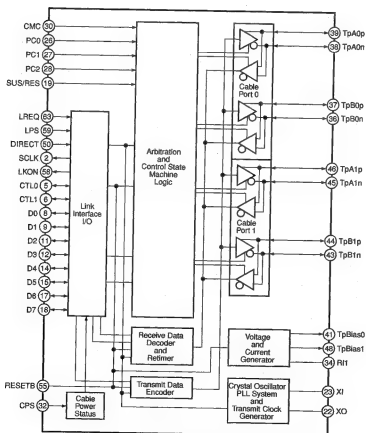 CMC 30
PC0 26
PC1 27
PC2 28
SUS/RES 19
LREQ 63
LPS 59
DIRECT 50
SCLK 2
LKON 58
CTL0 5
CTL1 6
D0 8
D1 9
D2 11
D3 12
D4 14
D5 15
D6 17
D7 18
RESETB 55
CPS 32
Link
Interface
I/O
Arbitration
and
Control State
Machine
Logic
Receive Data
Decoder
and
Retimer
Transmit Data
Encoder
Cable
Power
Status
Cable
Port 0
Cable
Port 1
Voltage
and
Current
Generator
Crystal Oscillator
PLL System
and
Transmit Clock
Generator
39 TpA0p
38 TpA0n
37 TpB0p
36 TpB0n
46 TpA1p
45 TpA1n
44 TpB1p
43 TpB1n
41 TpBias0
48 TpBias1
34 RI1
23 XI
22 XO